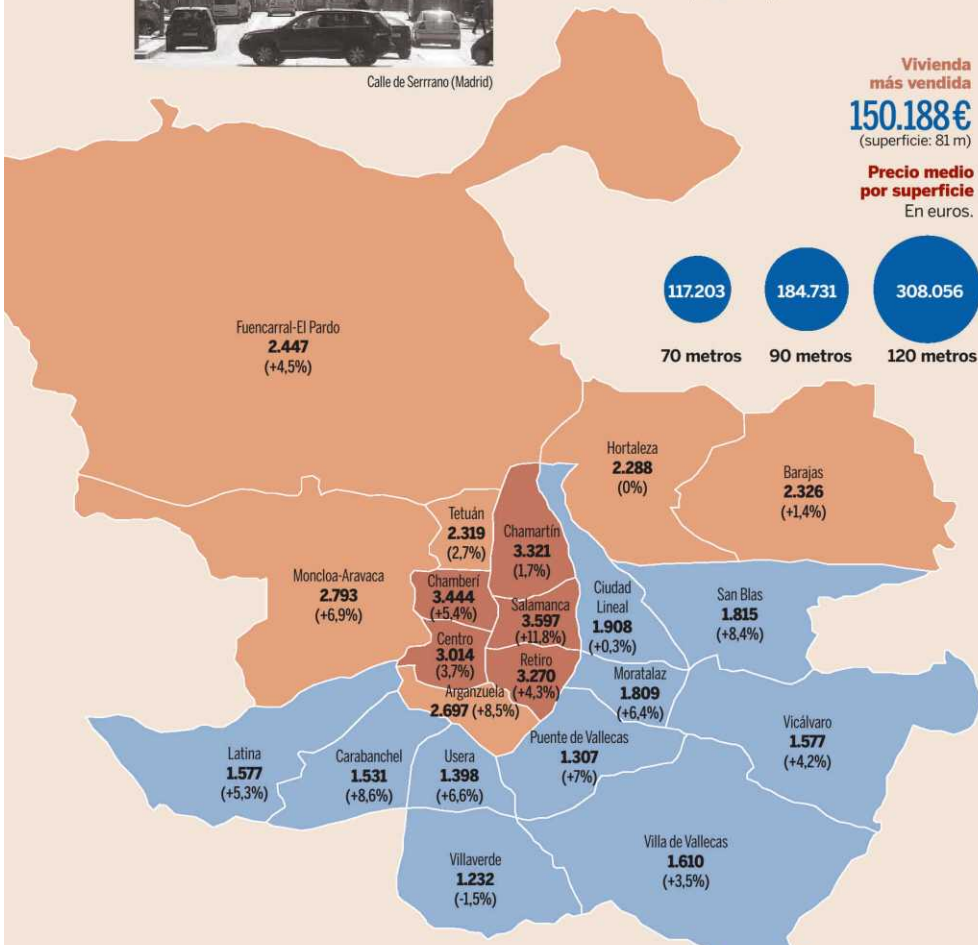 Calle de Serrrano (Madrid)
Vivienda
más vendida
150.188€
(superficie: 81 m)
Precio medio
por superficie
En euros.
117.203
184.731
308.056
70 metros
90 metros
120 metros
Fuencarral-El Pardo
2.447
(+4,5%)
Hortaleza
2.288
(0%)
Barajas
2.326
(+1,4%)
Tetuán
2.319
(2,7%)
Chamartín
3.321
(1,7%)
Moncloa-Aravaca
2.793
(+6,9%)
Chamberí
3.444
(+5,4%)
Salamanca
3.597
(+11,8%)
Ciudad
Lineal
1.908
(+0,3%)
San Blas
1.815
(+8,4%)
Centro
3.014
(3,7%)
Retiro
3.270
(+4,3%)
Moratalaz
1.809
(+6,4%)
Arganzuela
2.697 (+8,5%)
Vicálvaro
1.577
(+4,2%)
Latina
1.577
(+5,3%)
Carabanchel
1.531
(+8,6%)
Usera
1.398
(+6,6%)
Puente de Vallecas
1.307
(+7%)
Villa de Vallecas
1.610
(+3,5%)
Villaverde
1.232
(-1,5%)